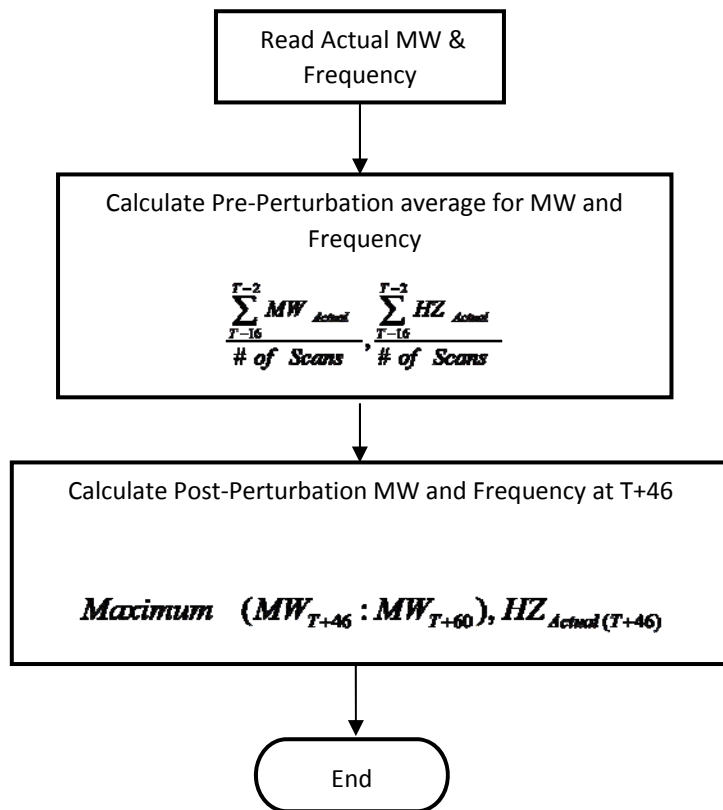 Read Actual MW &
Frequency
Calculate Pre-Perturbation average for MW and
Frequency
T−2 T−2
∑ MW Actual ∑ HZ Actual
T−16 , T−16
# of Scans # of Scans
Calculate Post-Perturbation MW and Frequency at T+46
Maximum (MW T+46 : MW T+60), HZ Actual (T+46)
End